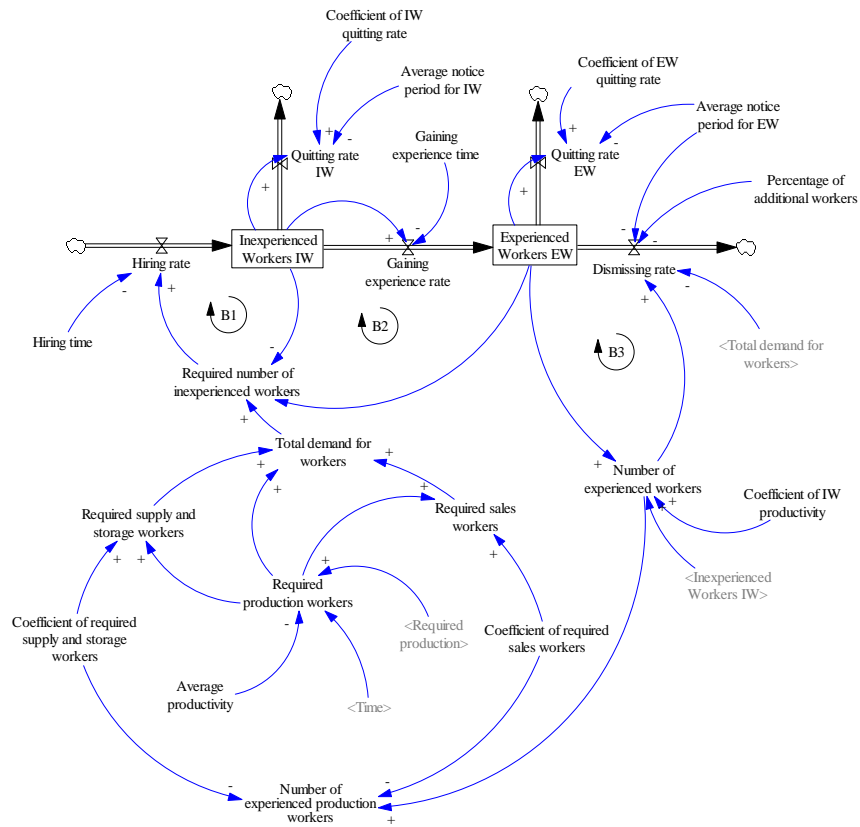 Coefficient of IW
quitting rate
Average notice
period for IW
Coefficient of EW
quitting rate
Average notice
period for EW
+
-
Quitting rate
IW
+
Gaining
experience time
+
-
Quitting rate
EW
+
Percentage of
additional workers
Inexperienced
Workers IW
+
-
Gaining
experience rate
Experienced
Workers EW
-
-
Dismissing rate
+
-
Hiring rate
-
+
Hiring time
B1
B2
B3
<Total demand for
workers>
-
Required number of
inexperienced workers
-
+
Total demand for
workers
+
+
+
Number of
experienced workers
+
+
+
Coefficient of IW
productivity
Required supply and
storage workers
+
+
Required sales
workers
+
+
Required
production workers
+
-
<Inexperienced
Workers IW>
Coefficient of required
supply and storage
workers
<Required
production>
Coefficient of required
sales workers
Average
productivity
<Time>
Number of
experienced production
workers
-
-
+